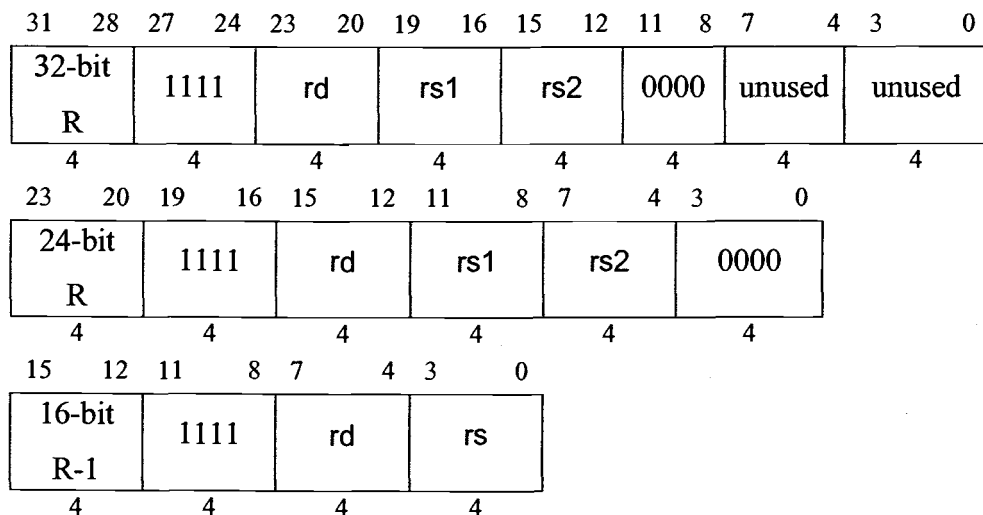 31 28 27 24 23 20 19 16 15 12 11 8 7 4 3 0
32-bit R 1111 rd rs1 rs2 0000 unused unused
4 4 4 4 4 4 4 4
23 20 19 16 15 12 11 8 7 4 3 0
24-bit R 1111 rd rs1 rs2 0000
4 4 4 4 4 4
15 12 11 8 7 4 3 0
16-bit R-1 1111 rd rs
4 4 4 4